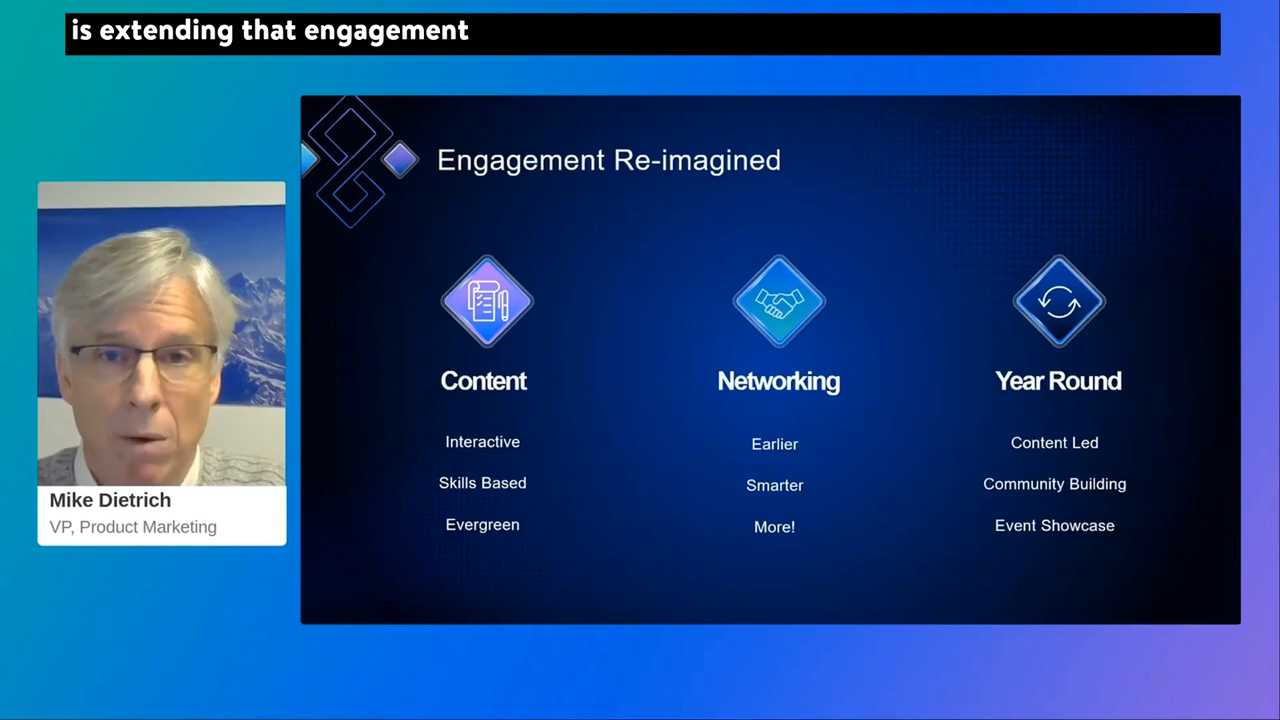 is extending that engagement
Engagement Re-imagined
Content
Interactive
Skills Based
Evergreen
Networking
Earlier
Smarter
More!
Year Round
Content Led
Community Building
Event Showcase
Mike Dietrich
VP, Product Marketing